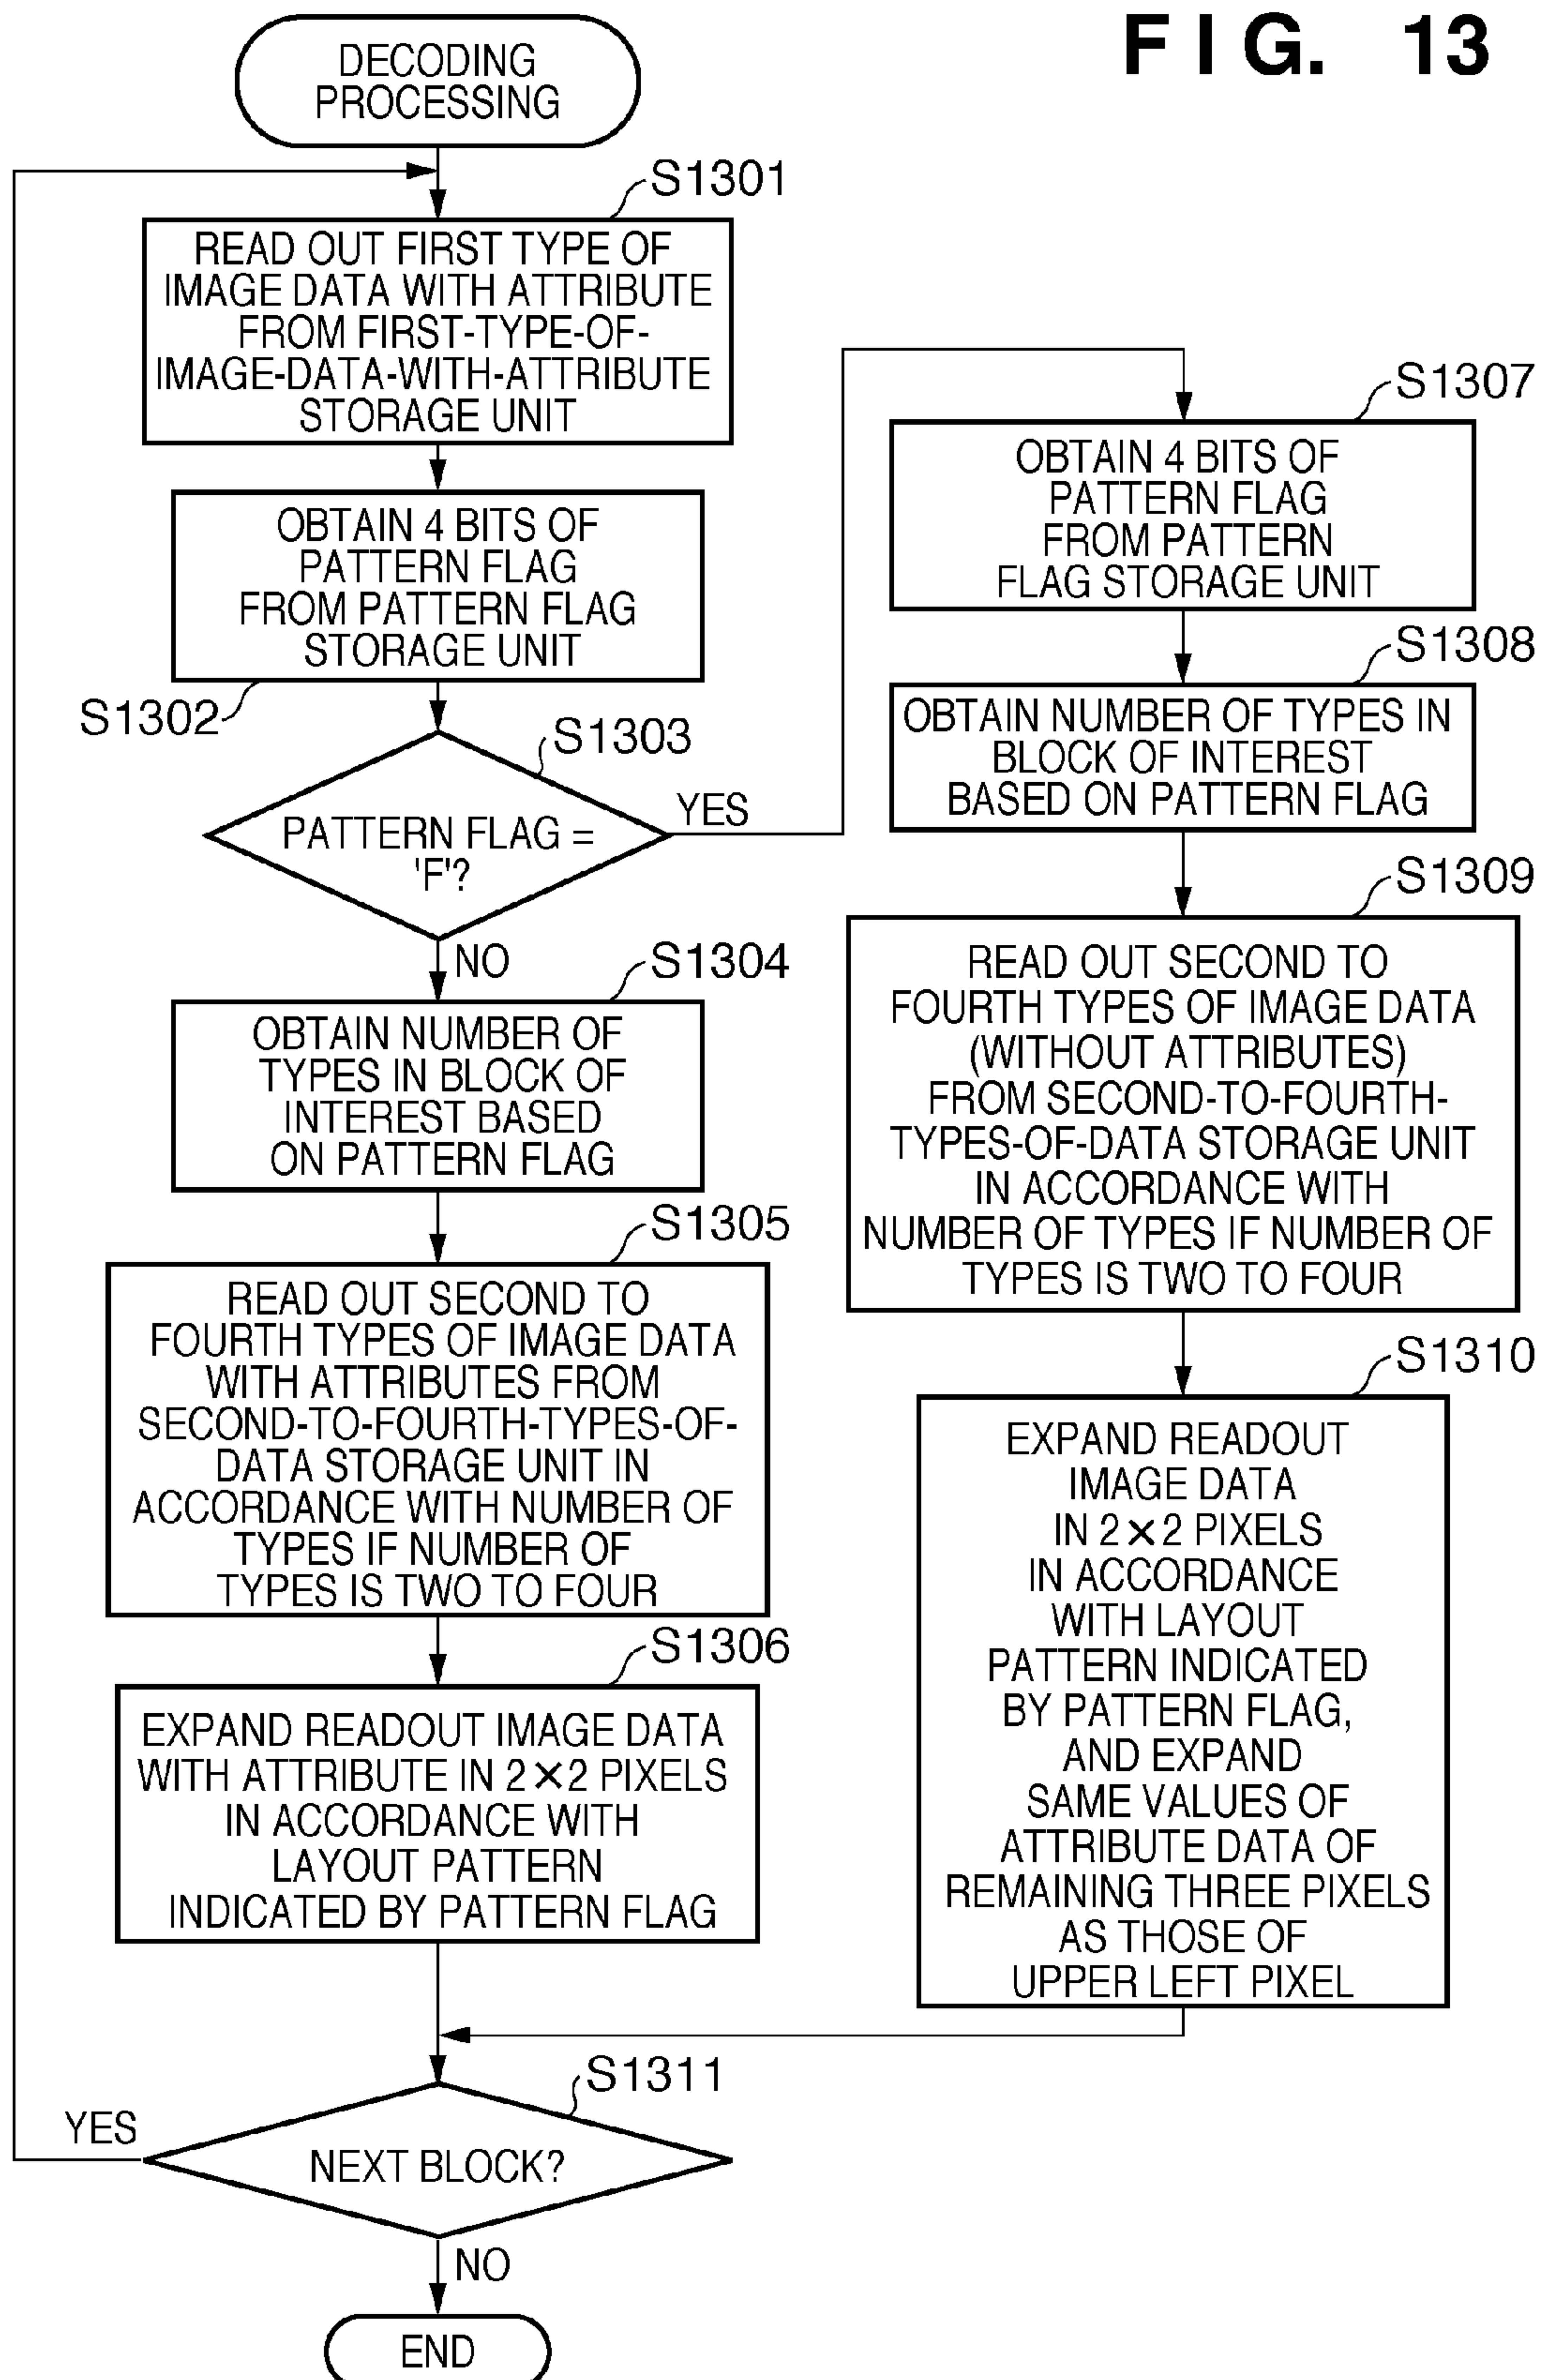 FIG. 13
DECODING
PROCESSING
S1301
READ OUT FIRST TYPE OF
IMAGE DATA WITH ATTRIBUTE
FROM FIRST-TYPE-OF-
IMAGE-DATA-WITH-ATTRIBUTE
STORAGE UNIT
OBTAIN 4 BITS OF
PATTERN FLAG
FROM PATTERN FLAG
STORAGE UNIT
S1302
S1303
PATTERN FLAG =
'F'?
YES
NO
S1304
OBTAIN NUMBER OF
TYPES IN BLOCK OF
INTEREST BASED
ON PATTERN FLAG
S1305
READ OUT SECOND TO
FOURTH TYPES OF IMAGE DATA
WITH ATTRIBUTES FROM
SECOND-TO-FOURTH-TYPES-OF-
DATA STORAGE UNIT IN
ACCORDANCE WITH NUMBER OF
TYPES IF NUMBER OF
TYPES IS TWO TO FOUR
S1306
EXPAND READOUT IMAGE DATA
WITH ATTRIBUTE IN 2×2 PIXELS
IN ACCORDANCE WITH
LAYOUT PATTERN
INDICATED BY PATTERN FLAG
S1307
OBTAIN 4 BITS OF
PATTERN FLAG
FROM PATTERN
FLAG STORAGE UNIT
S1308
OBTAIN NUMBER OF TYPES IN
BLOCK OF INTEREST
BASED ON PATTERN FLAG
S1309
READ OUT SECOND TO
FOURTH TYPES OF IMAGE DATA
(WITHOUT ATTRIBUTES)
FROM SECOND-TO-FOURTH-
TYPES-OF-DATA STORAGE UNIT
IN ACCORDANCE WITH
NUMBER OF TYPES IF NUMBER OF
TYPES IS TWO TO FOUR
S1310
EXPAND READOUT
IMAGE DATA
IN 2×2 PIXELS
IN ACCORDANCE
WITH LAYOUT
PATTERN INDICATED
BY PATTERN FLAG,
AND EXPAND
SAME VALUES OF
ATTRIBUTE DATA OF
REMAINING THREE PIXELS
AS THOSE OF
UPPER LEFT PIXEL
S1311
NEXT BLOCK?
YES
NO
END